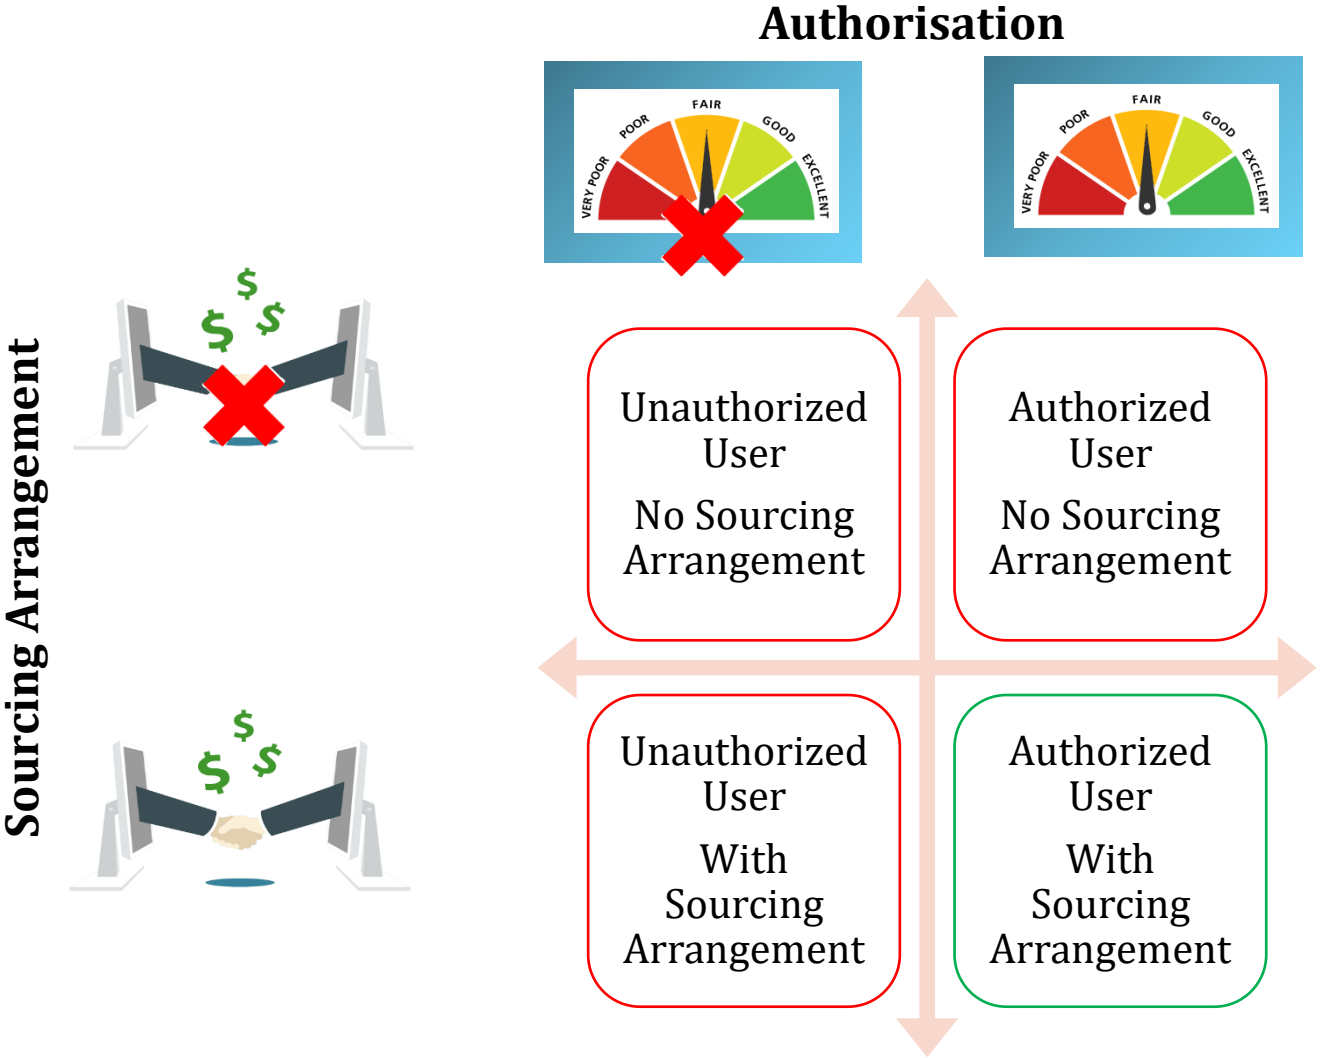 Authorisation
VERY POOR
POOR
FAIR
GOOD
EXCELLENT
VERY POOR
POOR
FAIR
GOOD
EXCELLENT
Sourcing Arrangement
$
$
$
Unauthorized
User
No Sourcing
Arrangement
Authorized
User
No Sourcing
Arrangement
$
$
$
Unauthorized
User
With
Sourcing
Arrangement
Authorized
User
With
Sourcing
Arrangement